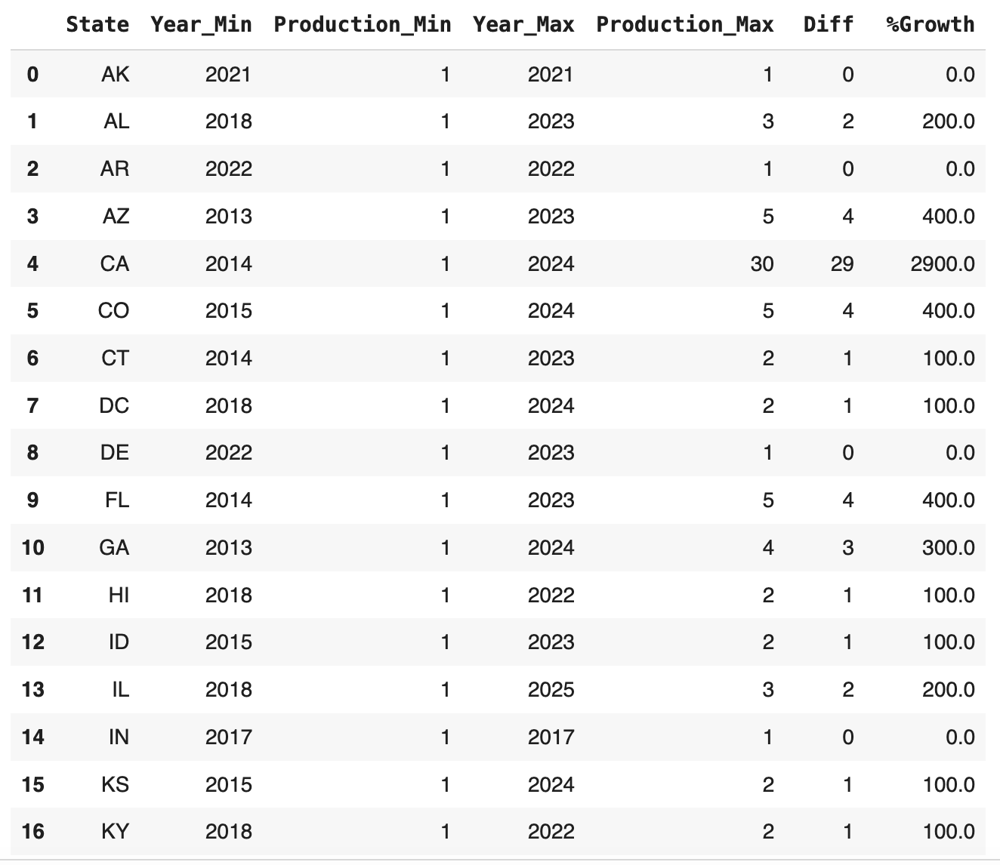 State Year_Min Production_Min Year_Max Production_Max Diff %Growth
0 AK 2021 1 2021 1 0 0.0
1 AL 2018 1 2023 3 2 200.0
2 AR 2022 1 2022 1 0 0.0
3 AZ 2013 1 2023 5 4 400.0
4 CA 2014 1 2024 30 29 2900.0
5 CO 2015 1 2024 5 4 400.0
6 CT 2014 1 2023 2 1 100.0
7 DC 2018 1 2024 2 1 100.0
8 DE 2022 1 2023 1 0 0.0
9 FL 2014 1 2023 5 4 400.0
10 GA 2013 1 2024 4 3 300.0
11 HI 2018 1 2022 2 1 100.0
12 ID 2015 1 2023 2 1 100.0
13 IL 2018 1 2025 3 2 200.0
14 IN 2017 1 2017 1 0 0.0
15 KS 2015 1 2024 2 1 100.0
16 KY 2018 1 2022 2 1 100.0